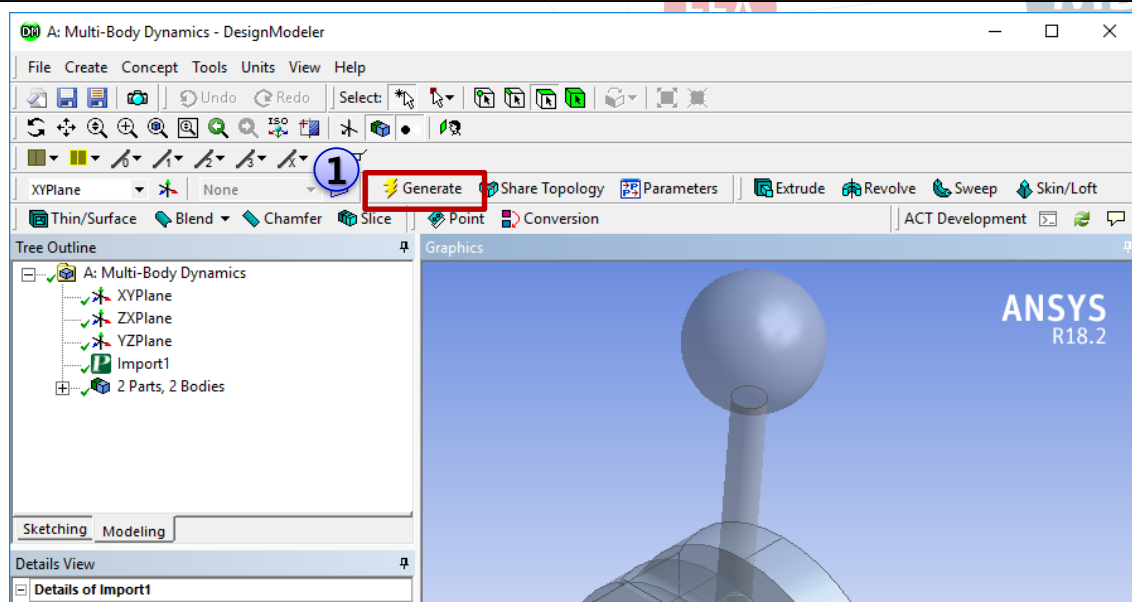 A: Multi-Body Dynamics - DesignModeler
File Create Concept Tools Units View Help
Undo Redo Select:
ISO
XYPlane None 1 Generate Share Topology Parameters Extrude Revolve Sweep Skin/Loft
Thin/Surface Blend Chamfer Slice Point Conversion ACT Development
Tree Outline
Graphics
A: Multi-Body Dynamics
XYPlane
ZXPlane
YZPlane
Import1
2 Parts, 2 Bodies
ANSYS
R18.2
Sketching Modeling
Details View
Details of Import1